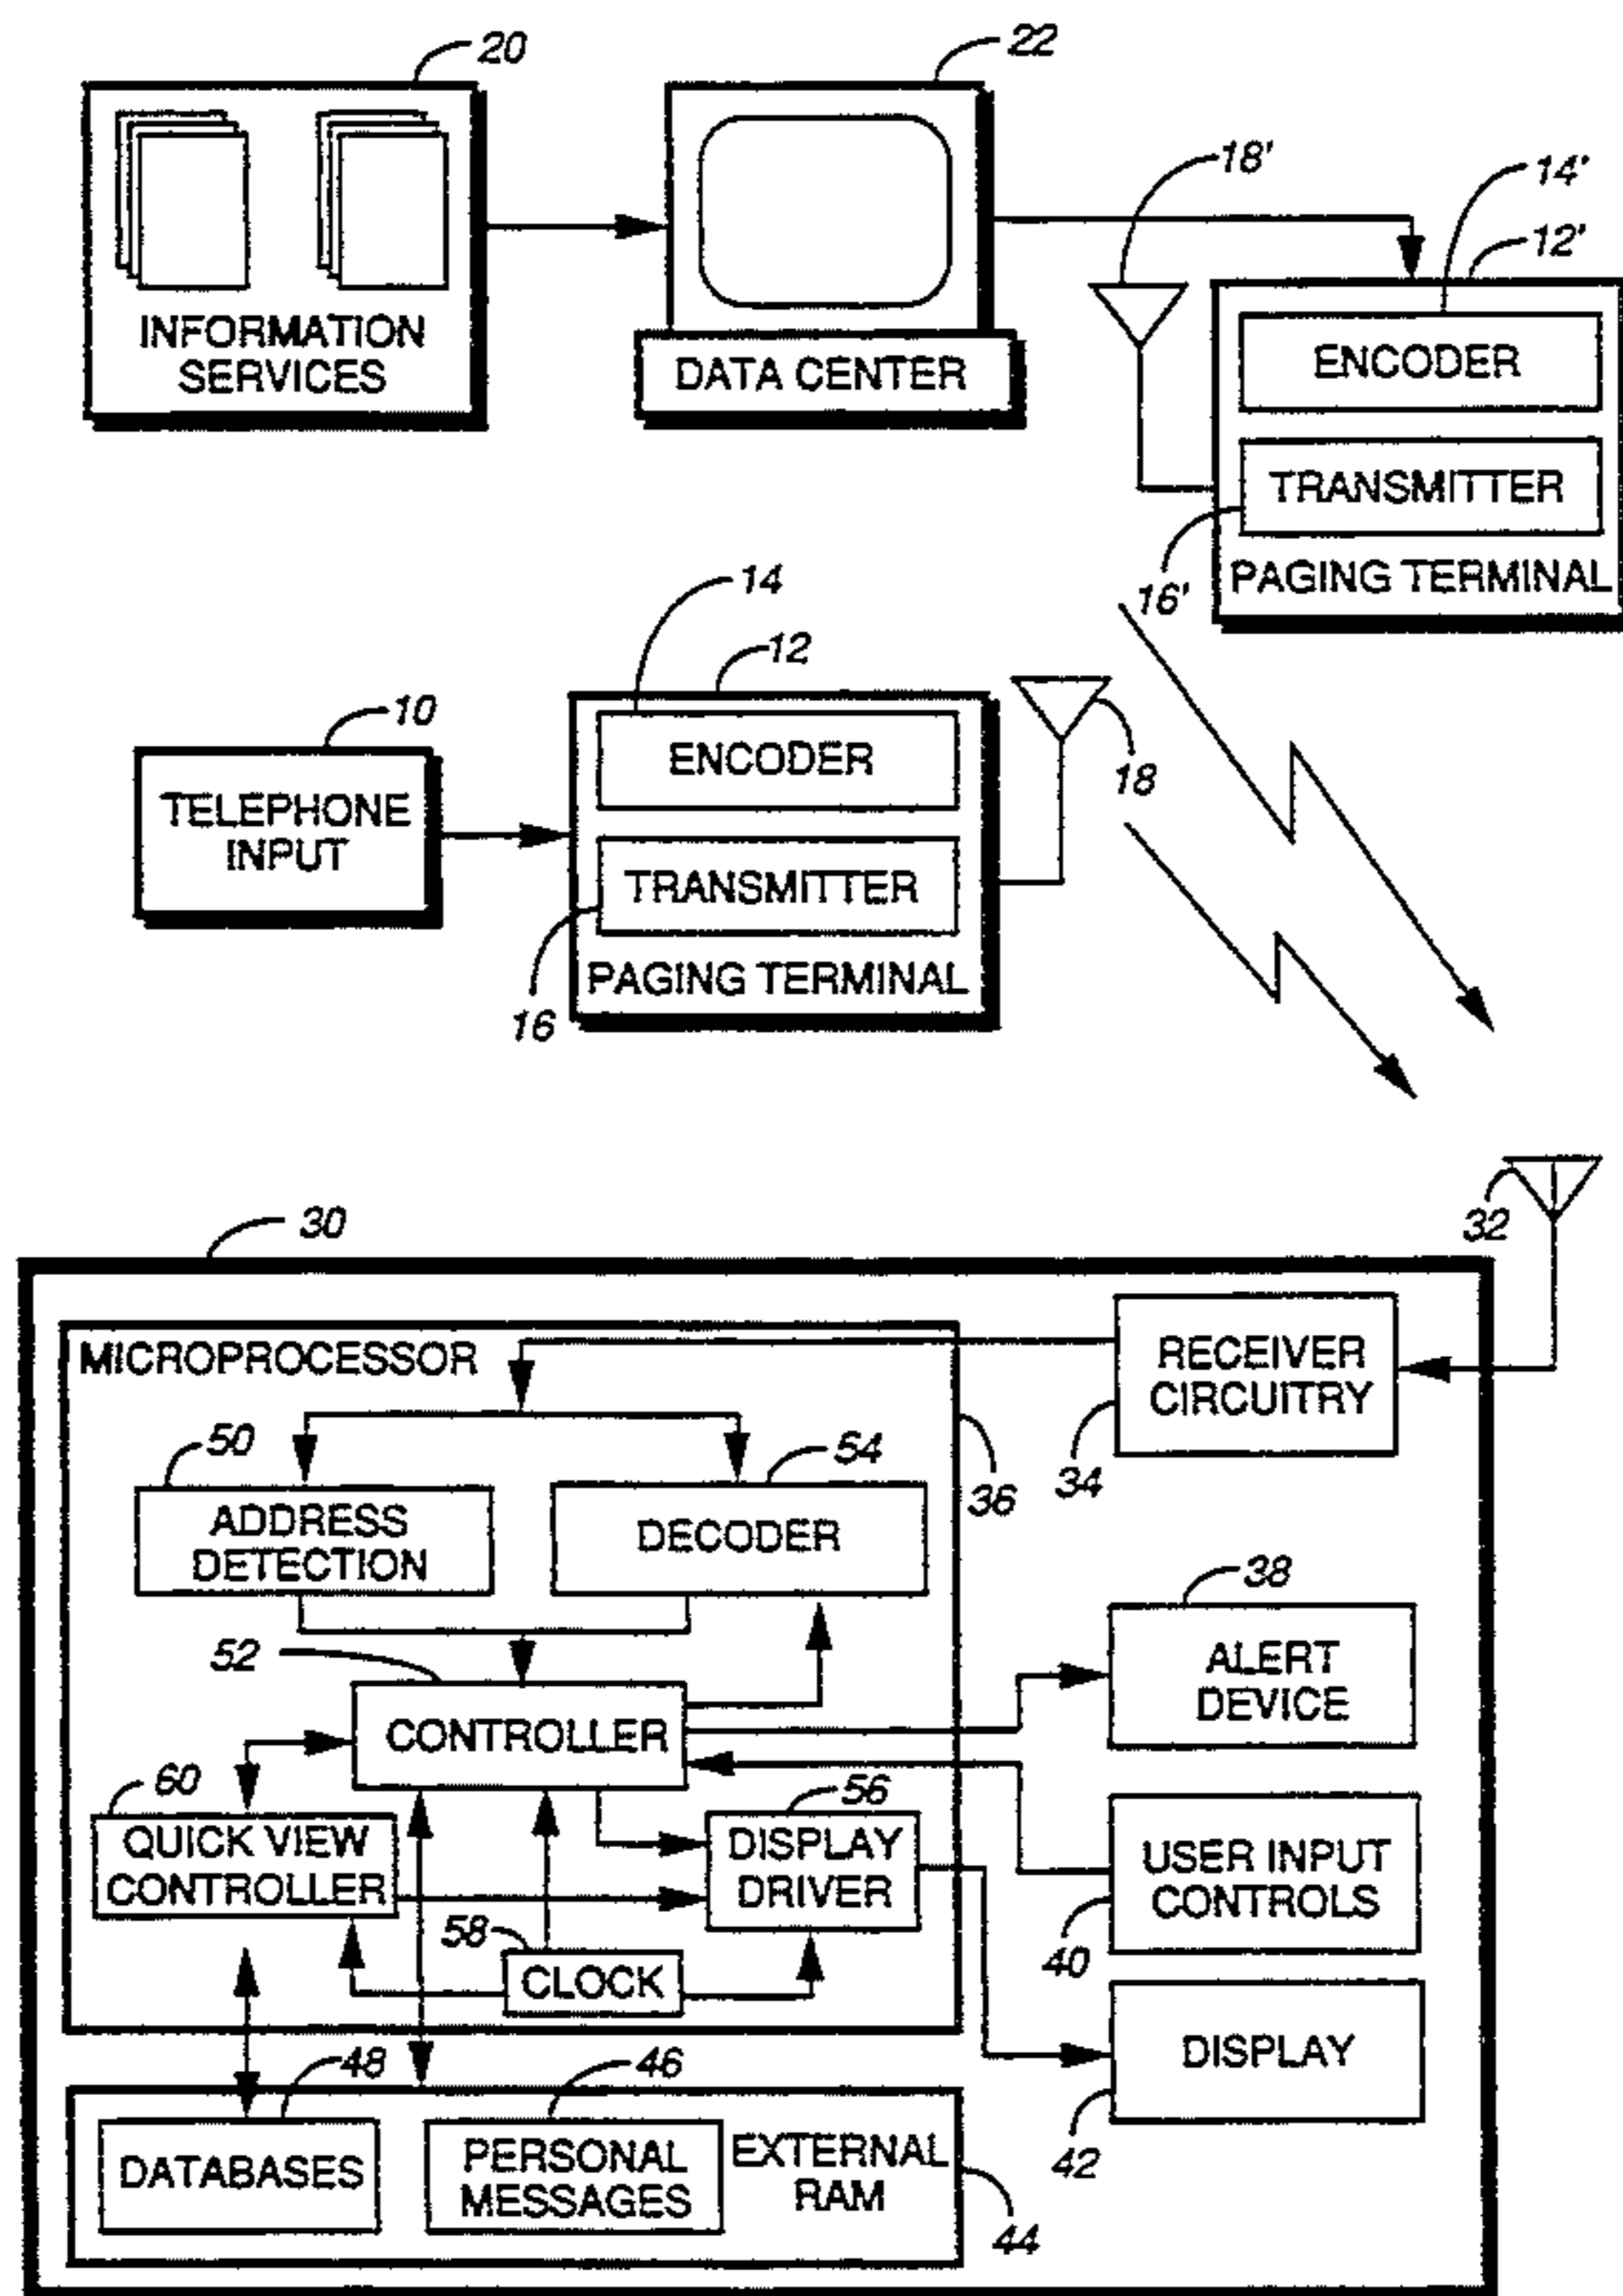 20
22
18'
14'
12'
INFORMATION
SERVICES
DATA CENTER
ENCODER
TRANSMITTER
16'
PAGING TERMINAL
14
12
10
18
TELEPHONE
INPUT
ENCODER
TRANSMITTER
PAGING TERMINAL
16
32
30
MICROPROCESSOR
RECEIVER
CIRCUITRY
34
36
50
54
ADDRESS
DETECTION
DECODER
38
ALERT
DEVICE
52
CONTROLLER
60
56
QUICK VIEW
CONTROLLER
DISPLAY
DRIVER
USER INPUT
CONTROLS
40
58
CLOCK
DISPLAY
42
48
46
DATABASES
PERSONAL
MESSAGES
EXTERNAL
RAM
44